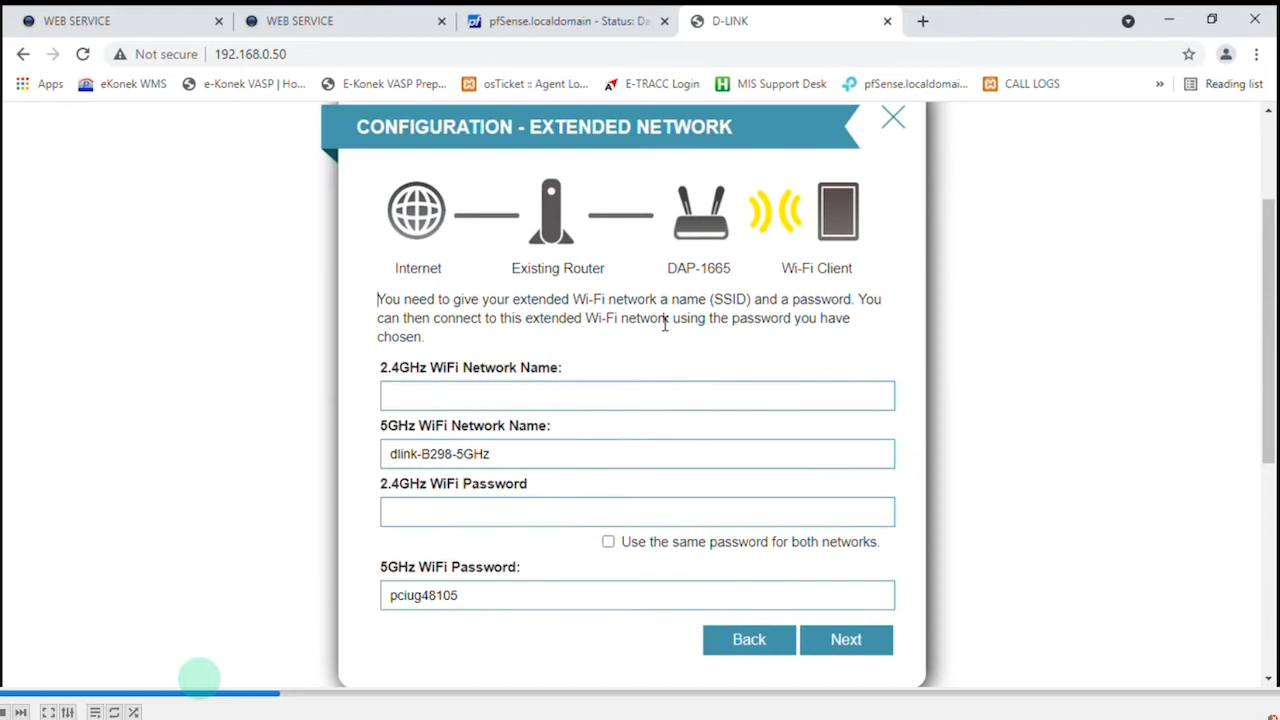 WEB SERVICE
WEB SERVICE
pf pfSense.localdomain - Status: Da
D-LINK
Not secure
192.168.0.50
Apps
eKonek WMS
e-Konek VASP | Ho...
E-Konek VASP Prep...
osTicket :: Agent Lo...
E-TRACC Login
H MIS Support Desk
pfSense.localdomai...
CALL LOGS
»
Reading list
CONFIGURATION - EXTENDED NETWORK
Internet
Existing Router
DAP-1665
Wi-Fi Client
You need to give your extended Wi-Fi network a name (SSID) and a password. You
can then connect to this extended Wi-Fi network using the password you have
chosen.
2.4GHz WiFi Network Name:
5GHz WiFi Network Name:
dlink-B298-5GHz
2.4GHz WiFi Password
Use the same password for both networks.
5GHz WiFi Password:
pciug48105
Back
Next